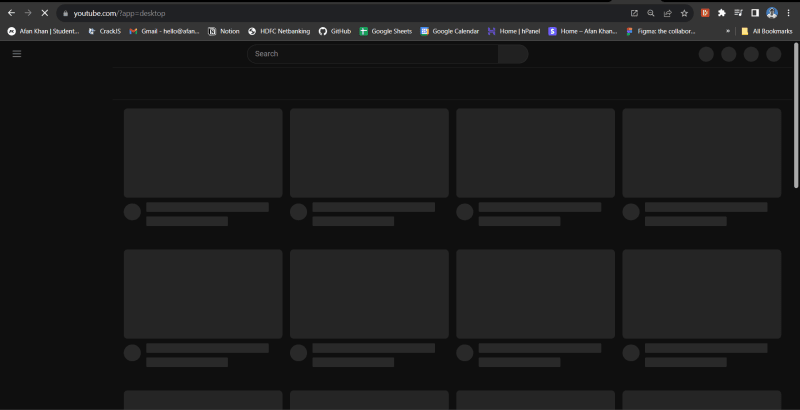 youtube.com/?app=desktop
Afan Khan | Student... CrackJS Gmail - hello@afan... Notion HDFC Netbanking GitHub Google Sheets Google Calendar Home | hPanel Home – Afan Khan... Figma: the collabor... » All Bookmarks
Search